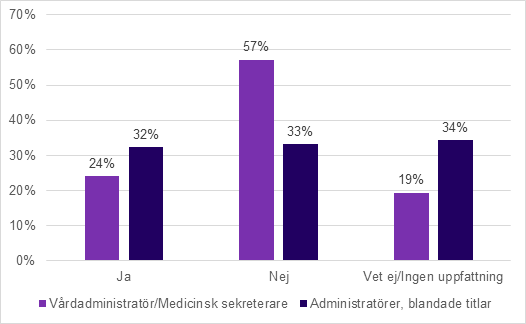 70%
60%
50%
40%
30%
20%
10%
0%
24%
32%
57%
33%
19%
34%
Ja
Nej
Vet ej/Ingen uppfattning
Vårdadministratör/Medicinsk sekreterare
Administratörer, blandade titlar